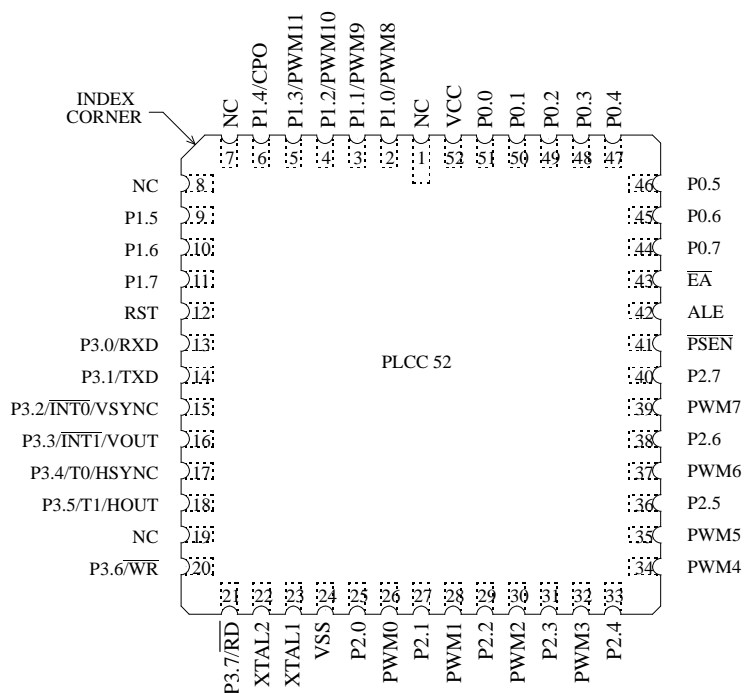 INDEX
CORNER
NC
P1.4/CPO
P1.3/PWM11
P1.2/PWM10
P1.1/PWM9
P1.0/PWM8
NC
VCC
P0.0
P0.1
P0.2
P0.3
P0.4
7 6 5 4 3 2 1 52 51 50 49 48 47
NC 8 46 P0.5
P1.5 9 45 P0.6
P1.6 10 44 P0.7
P1.7 11 43 E̅A̅
RST 12 42 ALE
P3.0/RXD 13 41 P̅S̅E̅N̅
P3.1/TXD 14 PLCC 52 40 P2.7
P3.2/I̅N̅T̅0̅/VSYNC 15 39 PWM7
P3.3/I̅N̅T̅1̅/VOUT 16 38 P2.6
P3.4/T0/HSYNC 17 37 PWM6
P3.5/T1/HOUT 18 36 P2.5
NC 19 35 PWM5
P3.6/W̅R̅ 20 34 PWM4
21 22 23 24 25 26 27 28 29 30 31 32 33
P3.7/R̅D̅
XTAL2
XTAL1
VSS
P2.0
PWM0
P2.1
PWM1
P2.2
PWM2
P2.3
PWM3
P2.4